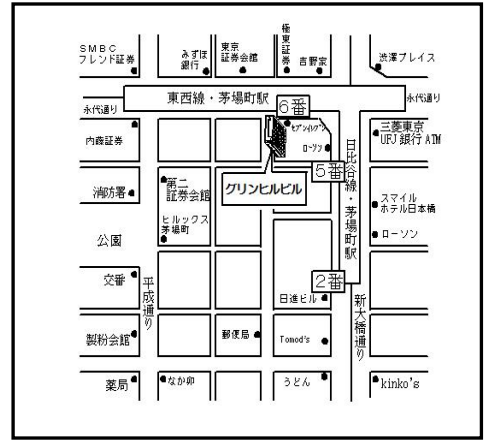 SMBC
フレンド証券
みずほ
銀行
東京
証券会館
極東証券
吉野家
渋澤プレイス
永代通り
東西線・茅場町駅
6番
永代通り
内藤証券
セブンイレブン
ローソン
三菱東京
UFJ銀行ATM
日比谷線・茅場町駅
5番
消防署
第二
証券会館
グリンヒルビル
スマイル
ホテル日本橋
ヒルックス
茅場町
ローソン
公園
交番
平成通り
2番
日進ビル
新大橋通り
製粉会館
郵便局
Tomod's
薬局
なか卯
うどん
kinko's